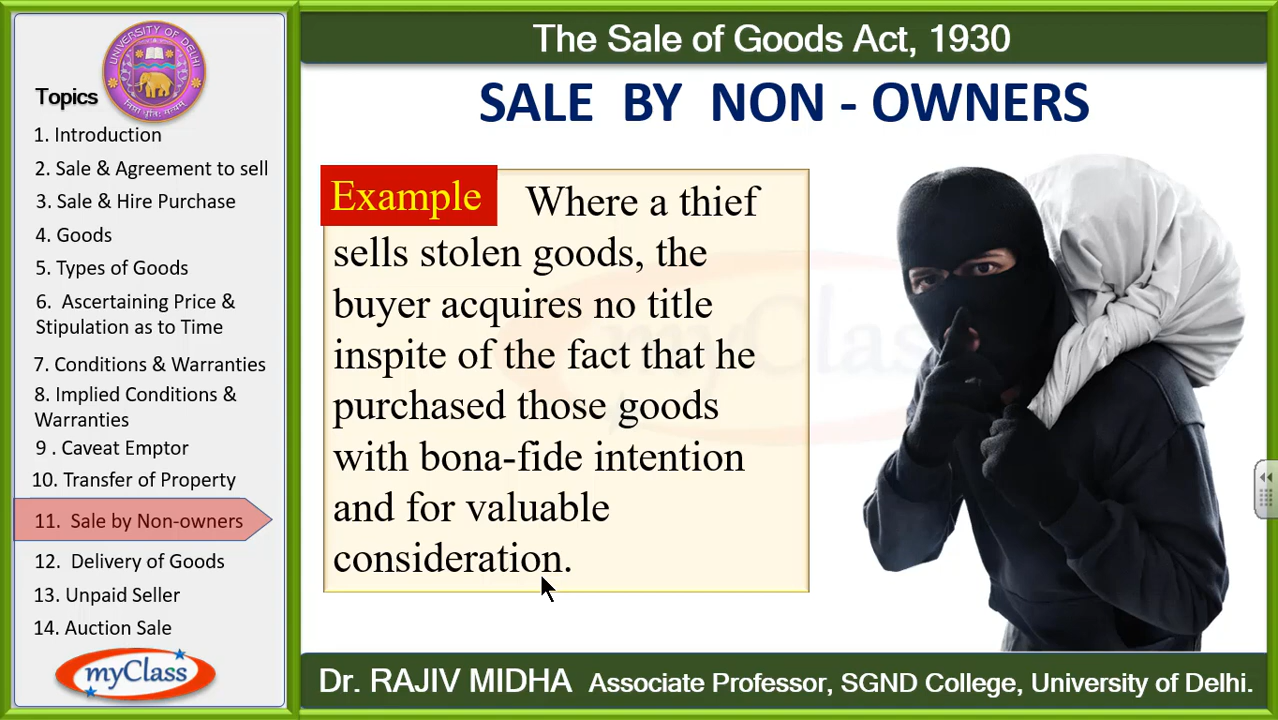 UNIVERSITY OF DELHI
Topics
1. Introduction
2. Sale & Agreement to sell
3. Sale & Hire Purchase
4. Goods
5. Types of Goods
6. Ascertaining Price &
Stipulation as to Time
7. Conditions & Warranties
8. Implied Conditions &
Warranties
9 . Caveat Emptor
10. Transfer of Property
11. Sale by Non-owners
12. Delivery of Goods
13. Unpaid Seller
14. Auction Sale
myClass
The Sale of Goods Act, 1930
SALE BY NON - OWNERS
Example Where a thief
sells stolen goods, the
buyer acquires no title
inspite of the fact that he
purchased those goods
with bona-fide intention
and for valuable
consideration.
myClass
Dr. RAJIV MIDHA Associate Professor, SGND College, University of Delhi.